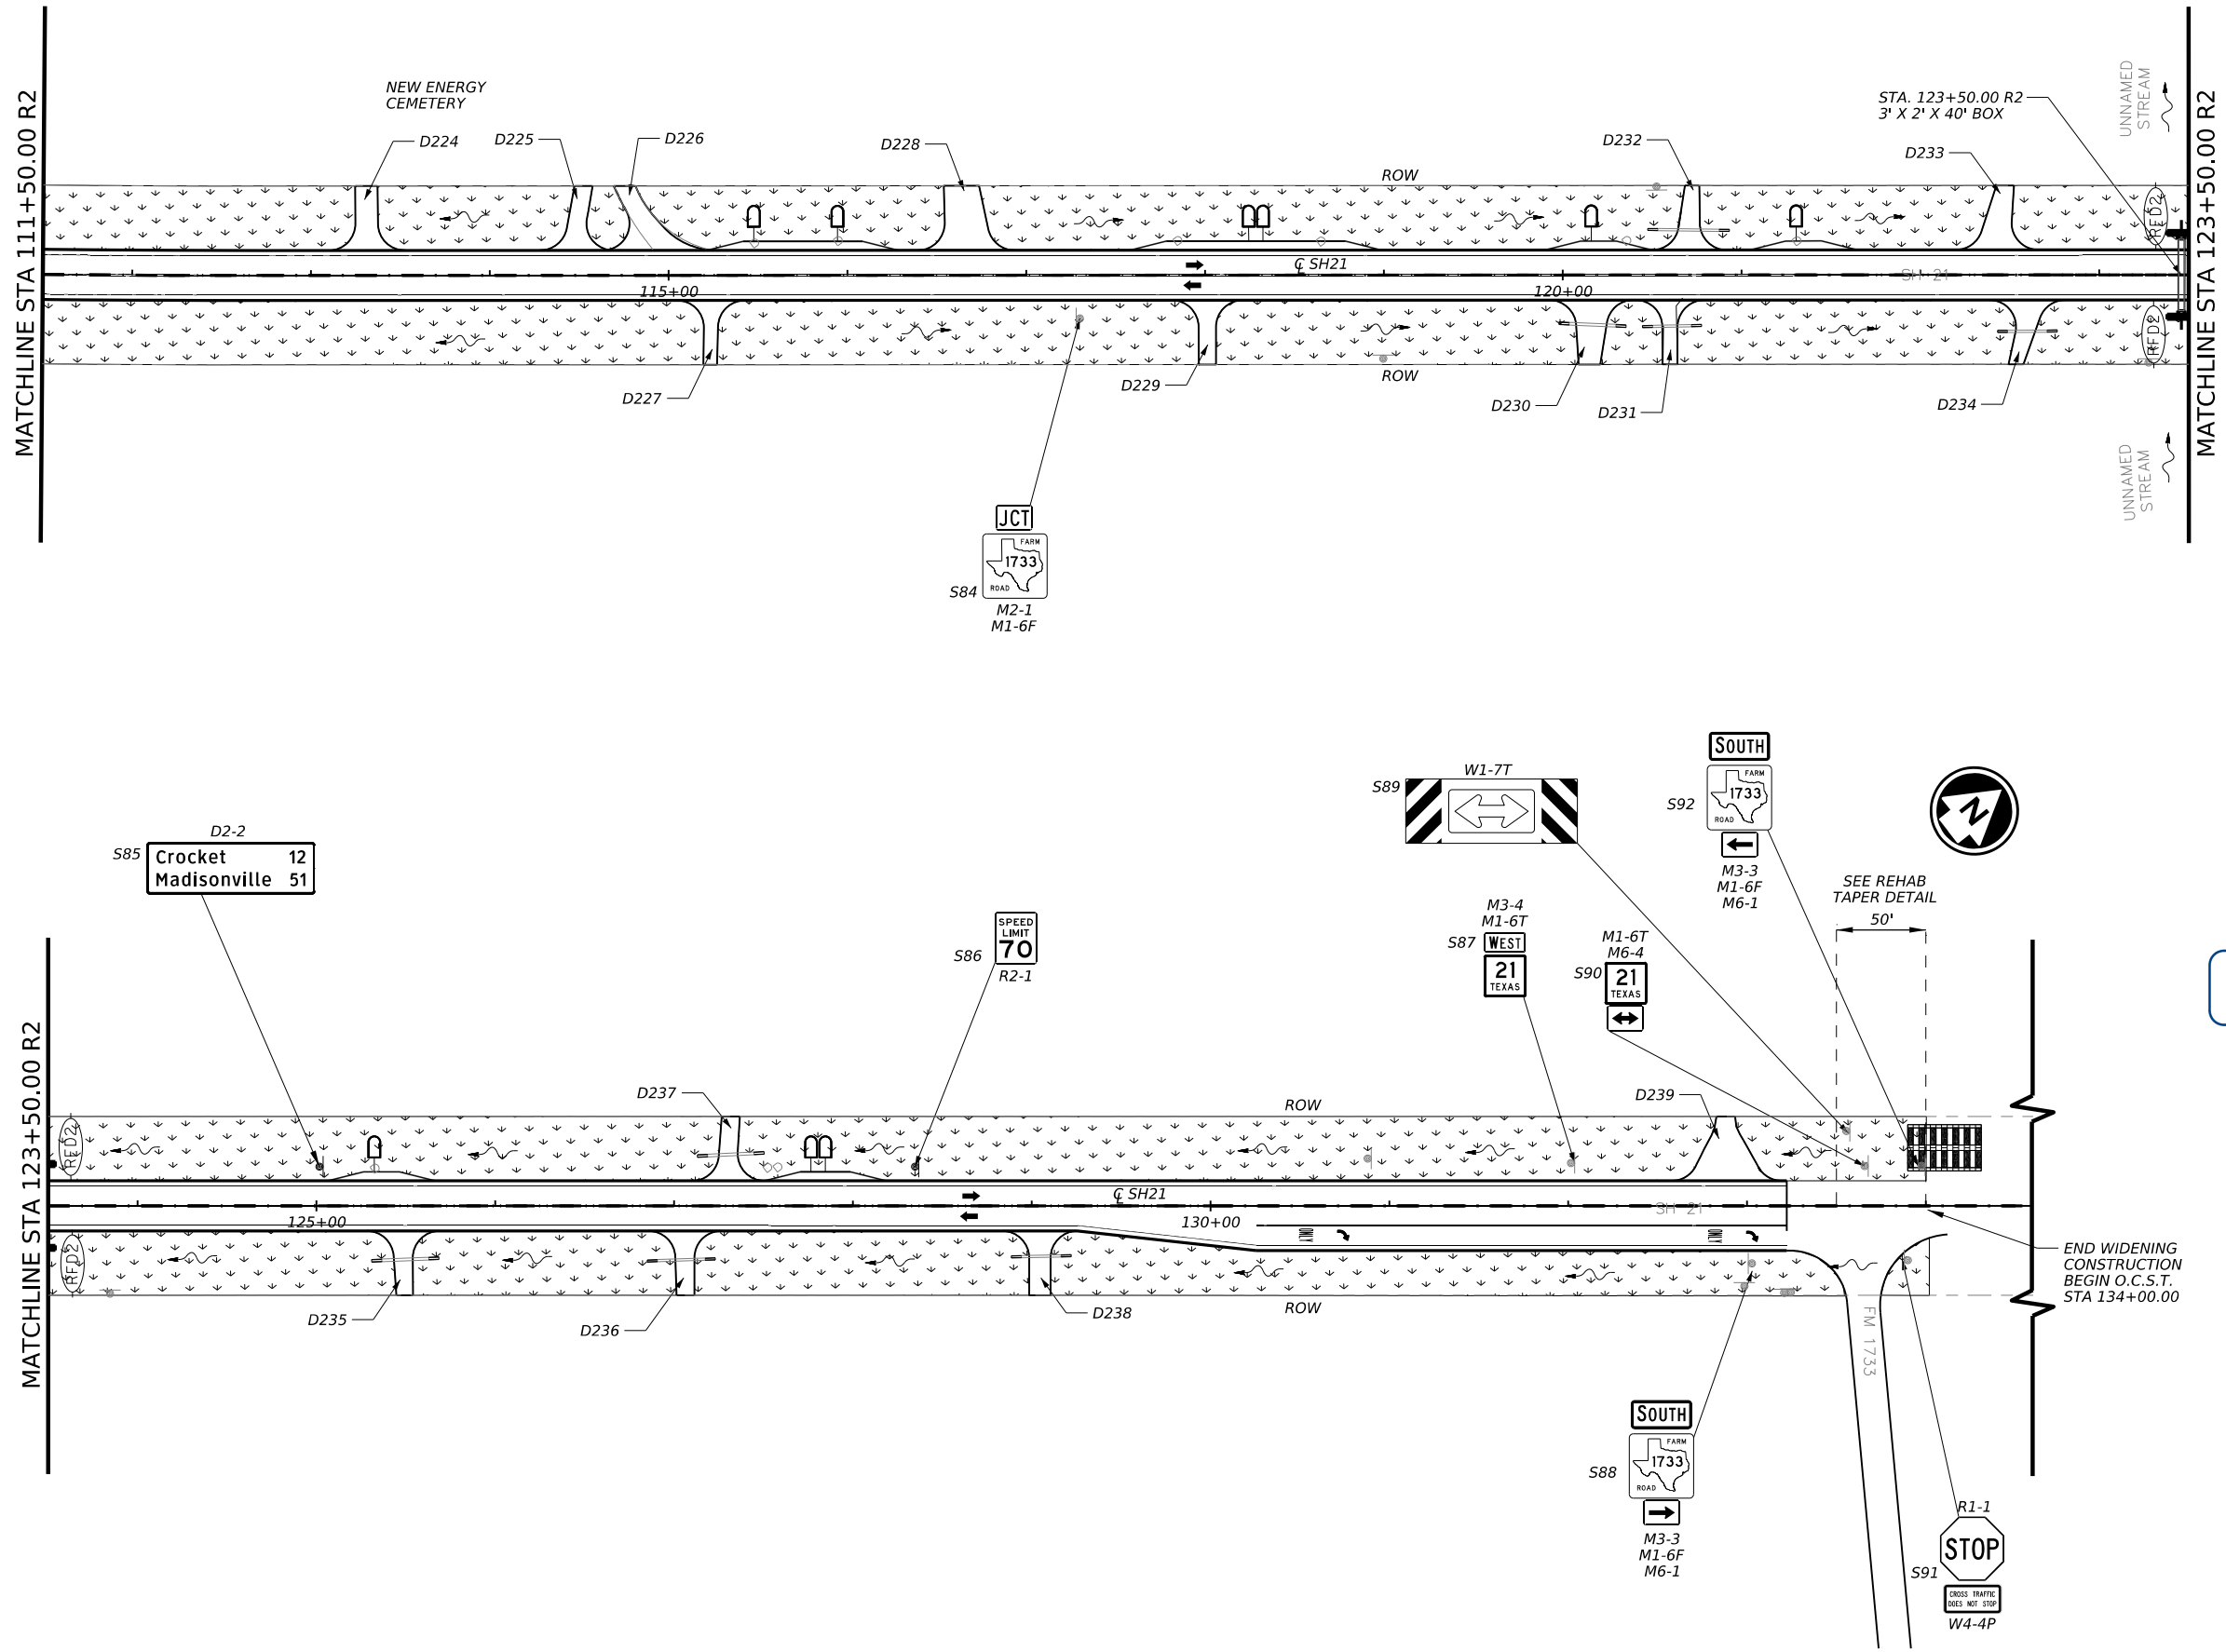 MATCHLINE STA 111+50.00 R2
NEW ENERGY
CEMETERY
D224
D225
D226
D228
ROW
D232
D233
STA. 123+50.00 R2
3' X 2' X 40' BOX
UNNAMED
STREAM
RFD2
MATCHLINE STA 123+50.00 R2
℄ SH21
SH 21
115+00
120+00
RFD2
ROW
D227
D229
D230
D231
D234
UNNAMED
STREAM
JCT
FARM
1733
ROAD
S84
M2-1
M1-6F
MATCHLINE STA 123+50.00 R2
D2-2
S85
Crocket 12
Madisonville 51
S86
SPEED
LIMIT
70
R2-1
S89
W1-7T
M3-4
M1-6T
S87
WEST
21
TEXAS
M1-6T
M6-4
S90
21
TEXAS
SOUTH
S92
FARM
1733
ROAD
M3-3
M1-6F
M6-1
N
SEE REHAB
TAPER DETAIL
50'
RFD2
D237
ROW
D239
℄ SH21
SH 21
125+00
130+00
RFD2
D235
D236
D238
ROW
FM 1733
END WIDENING
CONSTRUCTION
BEGIN O.C.S.T.
STA 134+00.00
SOUTH
S88
FARM
1733
ROAD
M3-3
M1-6F
M6-1
R1-1
STOP
S91
CROSS TRAFFIC
DOES NOT STOP
W4-4P